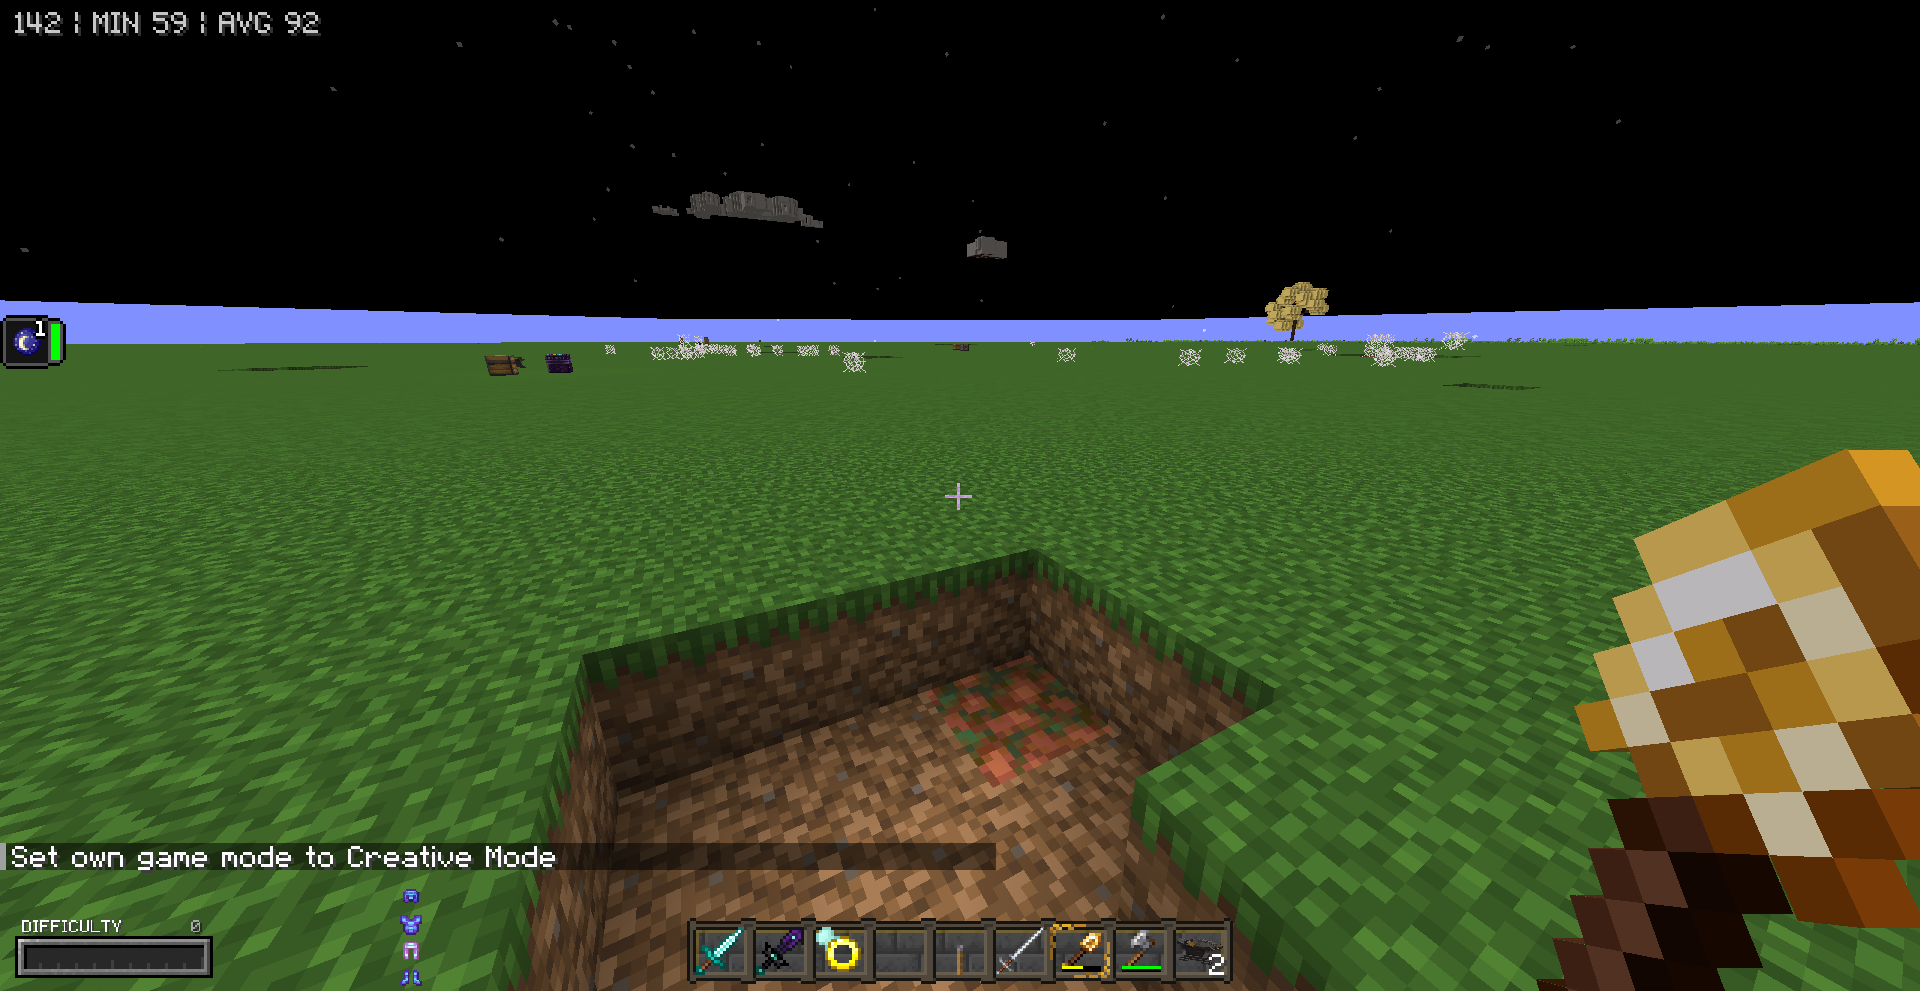 142 | MIN 59 | AVG 92
1
Set own game mode to Creative Mode
DIFFICULTY 0
2